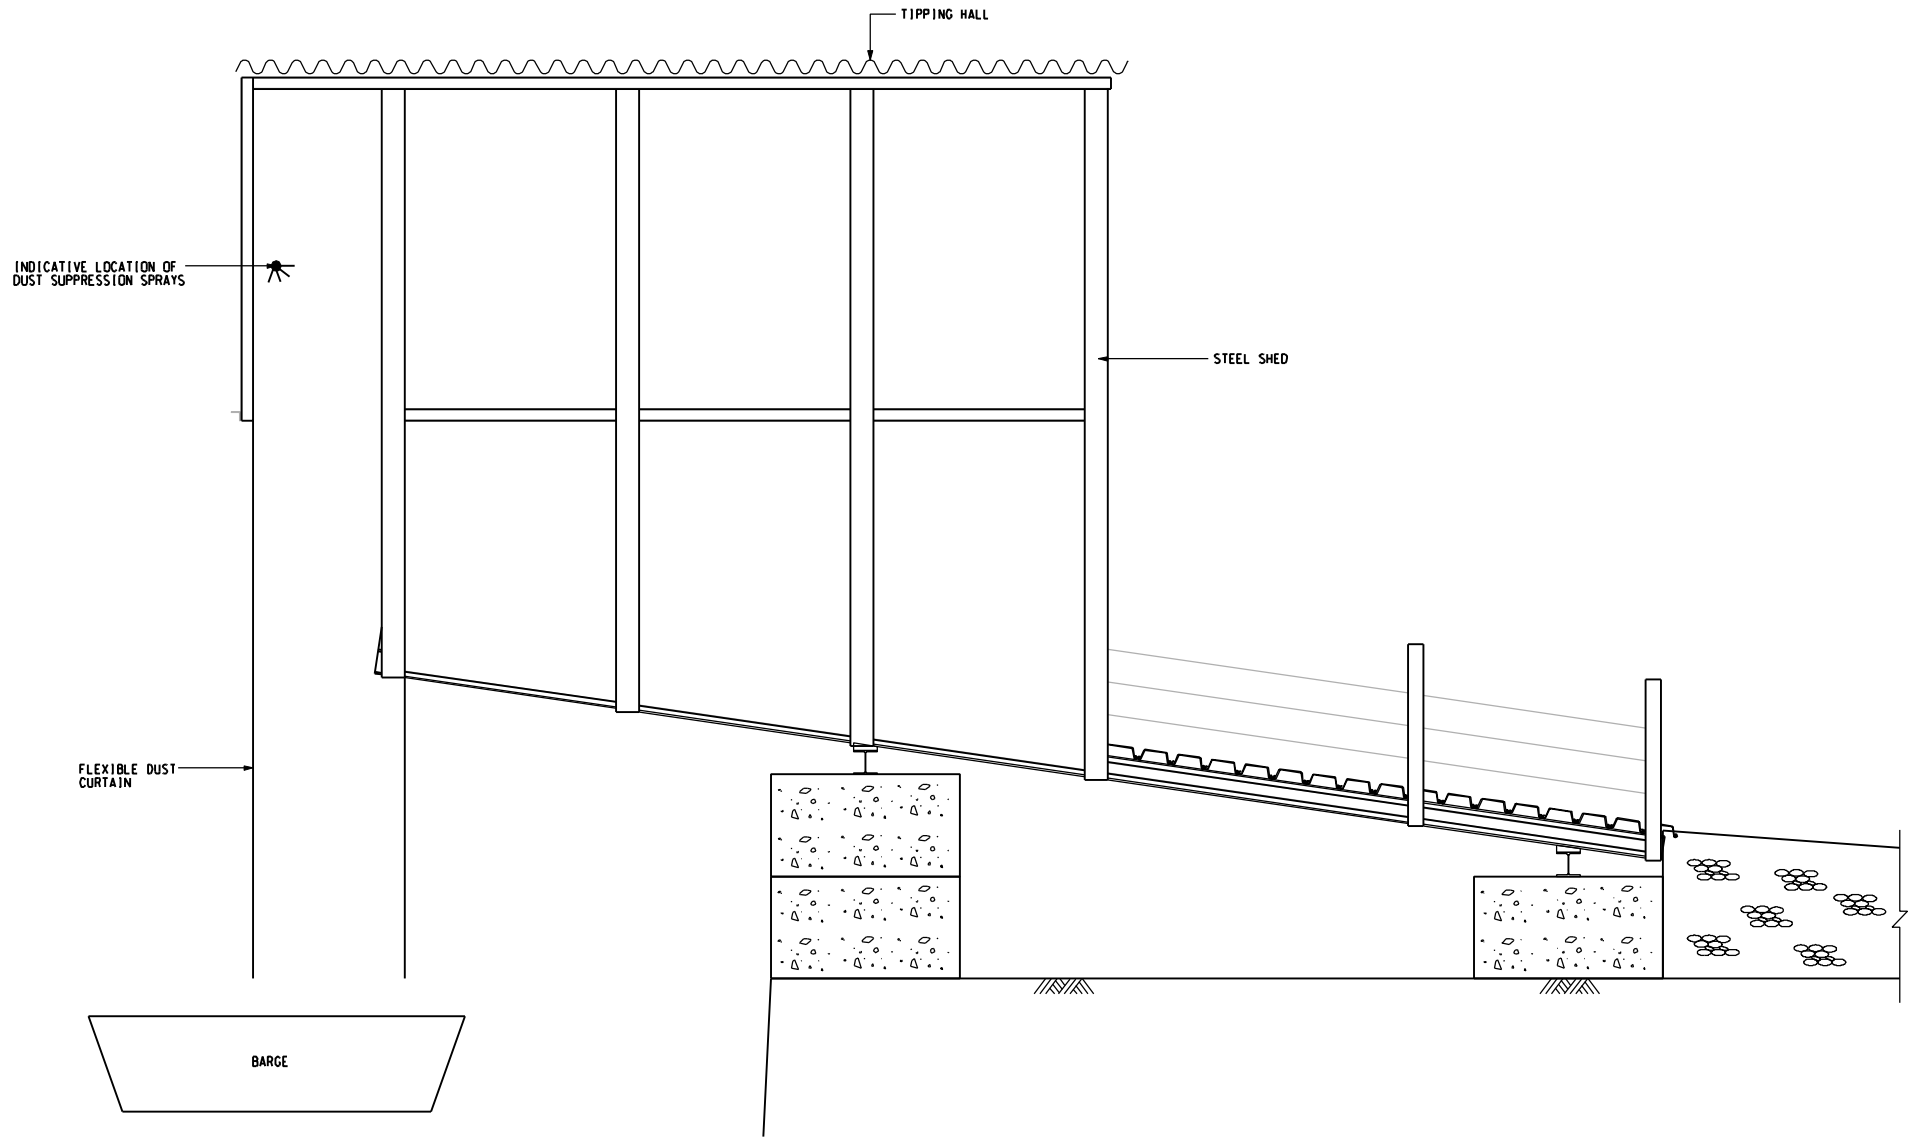 TIPPING HALL
INDICATIVE LOCATION OF
DUST SUPPRESSION SPRAYS
STEEL SHED
FLEXIBLE DUST
CURTAIN
BARGE